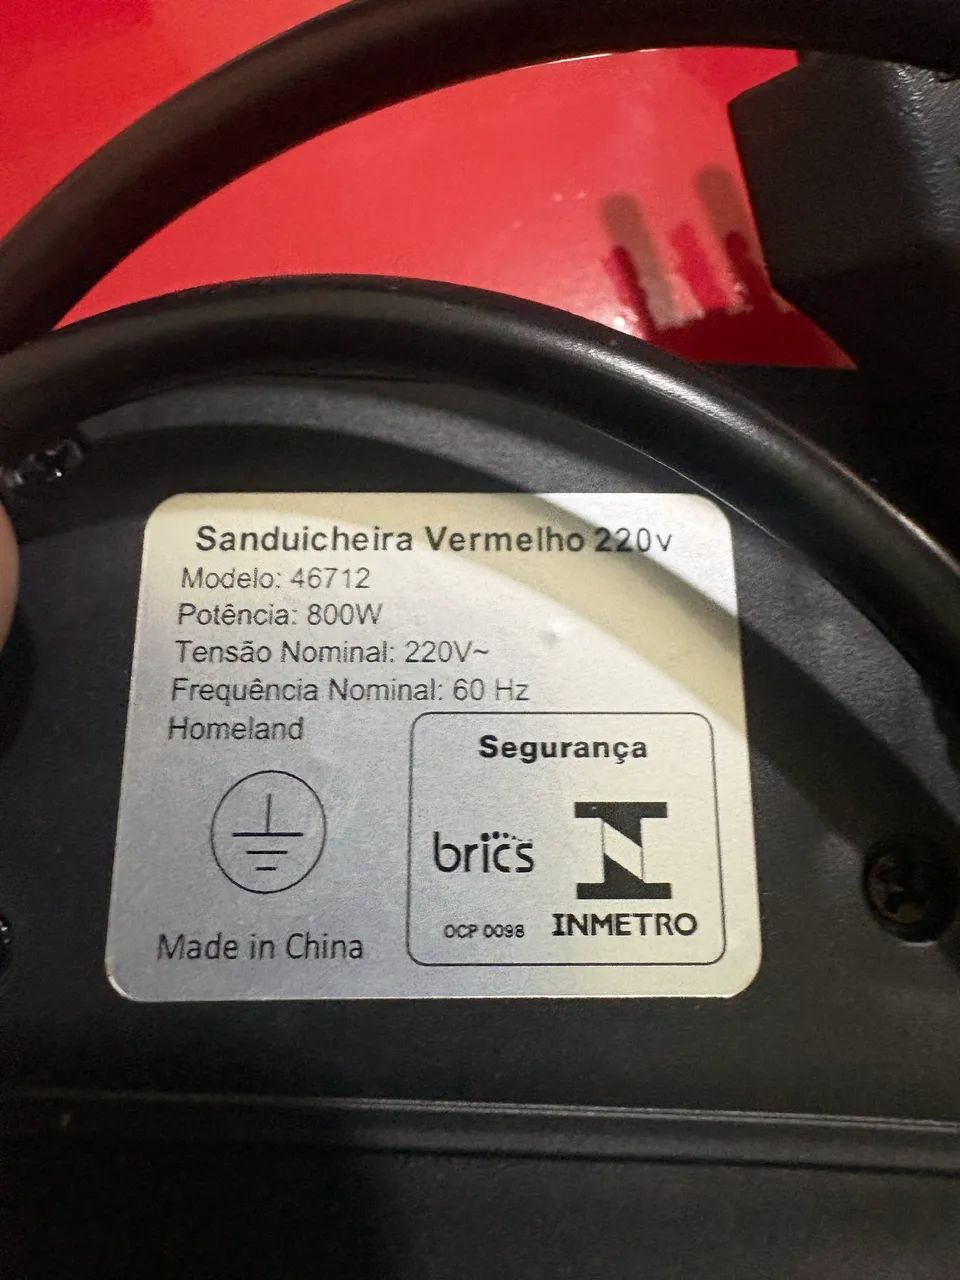 Sanduicheira Vermelho 220v
Modelo: 46712
Potência: 800W
Tensão Nominal: 220V~
Frequência Nominal: 60 Hz
Homeland
Segurança
brics
OCP 0098
INMETRO
Made in China